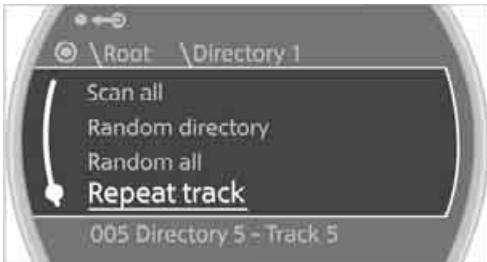 \Root \Directory 1
Scan all
Random directory
Random all
Repeat track
005 Directory 5 - Track 5